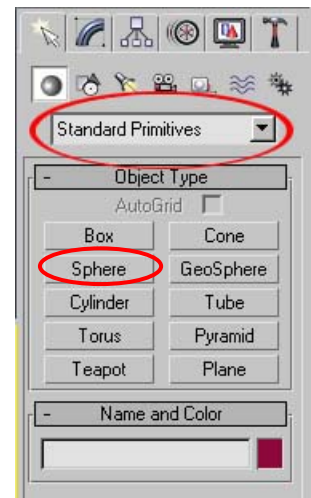 Standard Primitives
- Object Type
AutoGrid
Box Cone
Sphere GeoSphere
Cylinder Tube
Torus Pyramid
Teapot Plane
- Name and Color